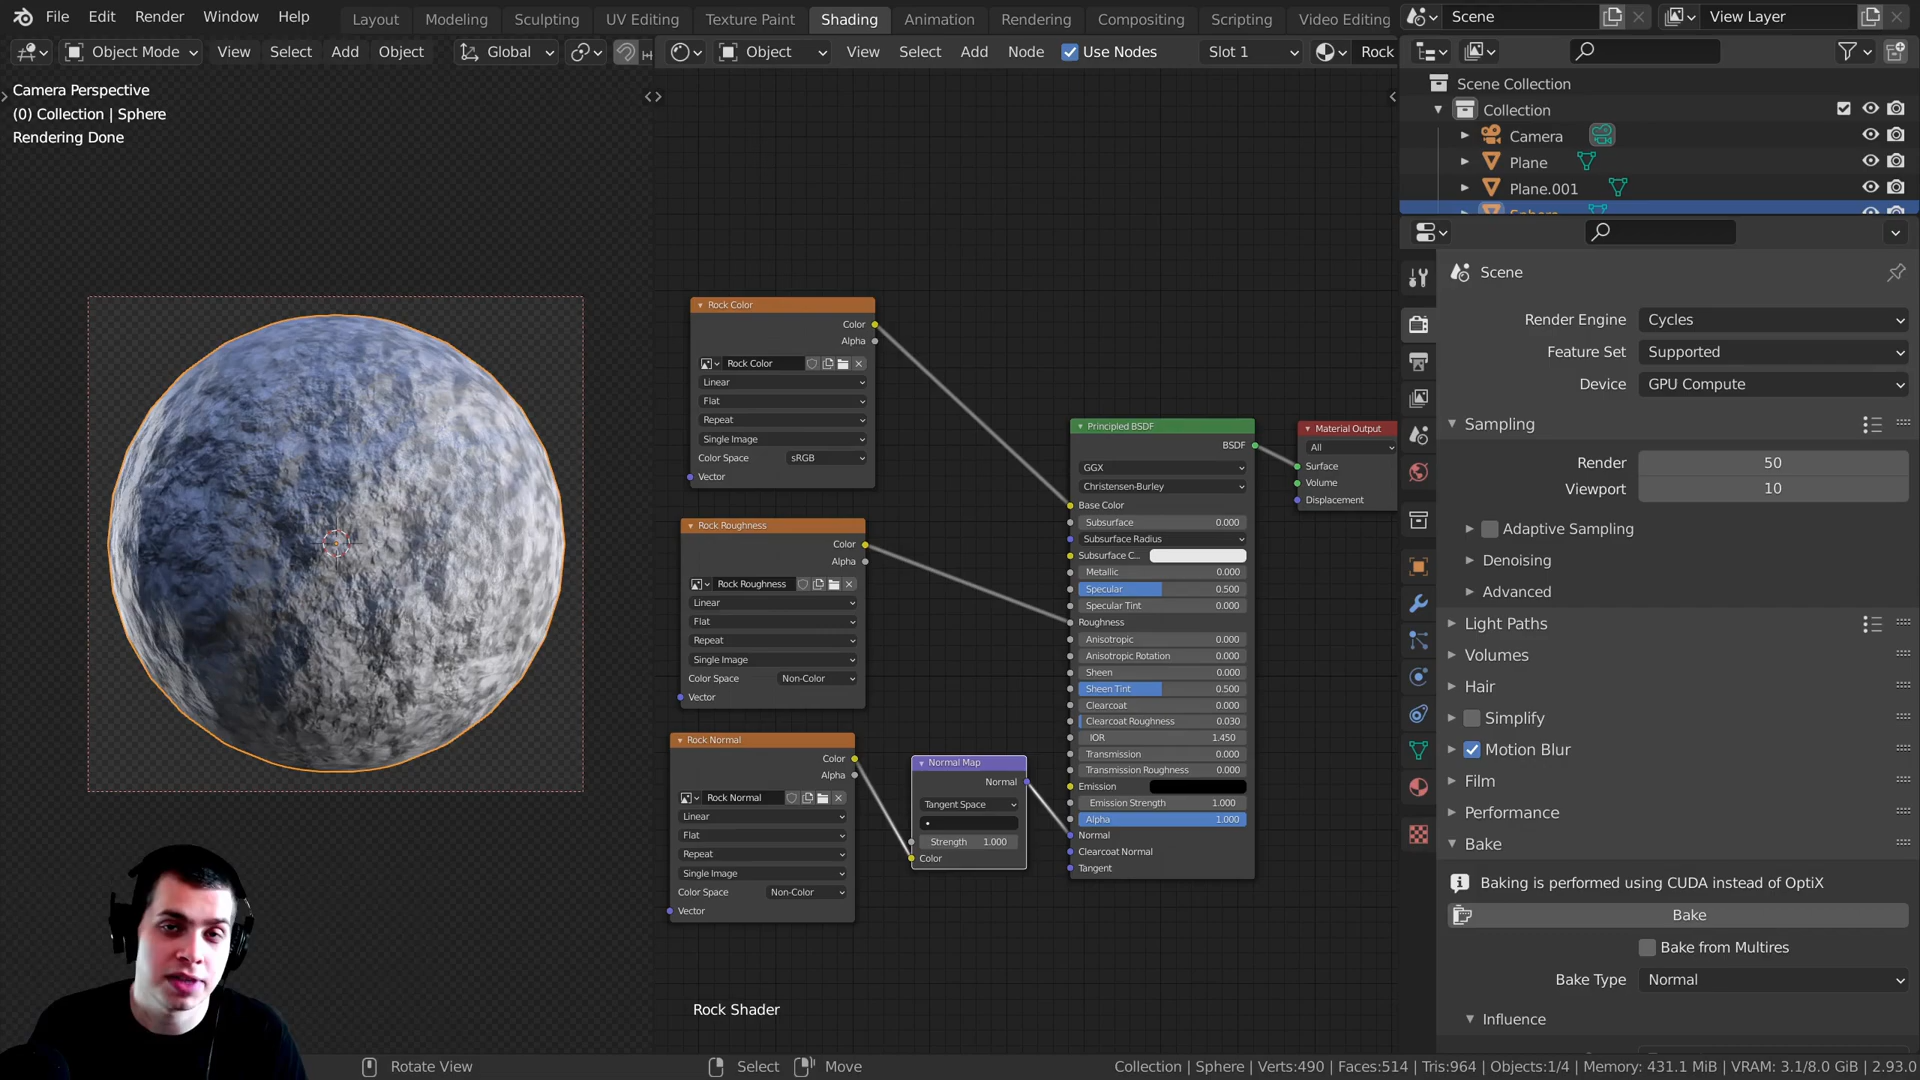 File Edit Render Window Help Layout Modeling Sculpting UV Editing Texture Paint Shading Animation Rendering Compositing Scripting Video Editing Scene View Layer
Object Mode View Select Add Object Global Object View Select Add Node Use Nodes Slot 1 Rock
Camera Perspective
(0) Collection | Sphere
Rendering Done
Rock Color
Color
Alpha
Rock Color
Linear
Flat
Repeat
Single Image
Color Space sRGB
Vector
Rock Roughness
Color
Alpha
Rock Roughness
Linear
Flat
Repeat
Single Image
Color Space Non-Color
Vector
Rock Normal
Color
Alpha
Rock Normal
Linear
Flat
Repeat
Single Image
Color Space Non-Color
Vector
Normal Map
Normal
Tangent Space
Strength 1.000
Color
Principled BSDF
BSDF
GGX
Christensen-Burley
Base Color
Subsurface 0.000
Subsurface Radius
Subsurface C...
Metallic 0.000
Specular 0.500
Specular Tint 0.000
Roughness
Anisotropic 0.000
Anisotropic Rotation 0.000
Sheen 0.000
Sheen Tint 0.500
Clearcoat 0.000
Clearcoat Roughness 0.030
IOR 1.450
Transmission 0.000
Transmission Roughness 0.000
Emission
Emission Strength 1.000
Alpha 1.000
Normal
Clearcoat Normal
Tangent
Material Output
All
Surface
Volume
Displacement
Rock Shader
Scene Collection
Collection
Camera
Plane
Plane.001
Sphere
Scene
Render Engine Cycles
Feature Set Supported
Device GPU Compute
Sampling
Render 50
Viewport 10
Adaptive Sampling
Denoising
Advanced
Light Paths
Volumes
Hair
Simplify
Motion Blur
Film
Performance
Bake
Baking is performed using CUDA instead of OptiX
Bake
Bake from Multires
Bake Type Normal
Influence
Rotate View Select Move Collection | Sphere | Verts:490 | Faces:514 | Tris:964 | Objects:1/4 | Memory: 431.1 MiB | VRAM: 3.1/8.0 GiB | 2.93.0